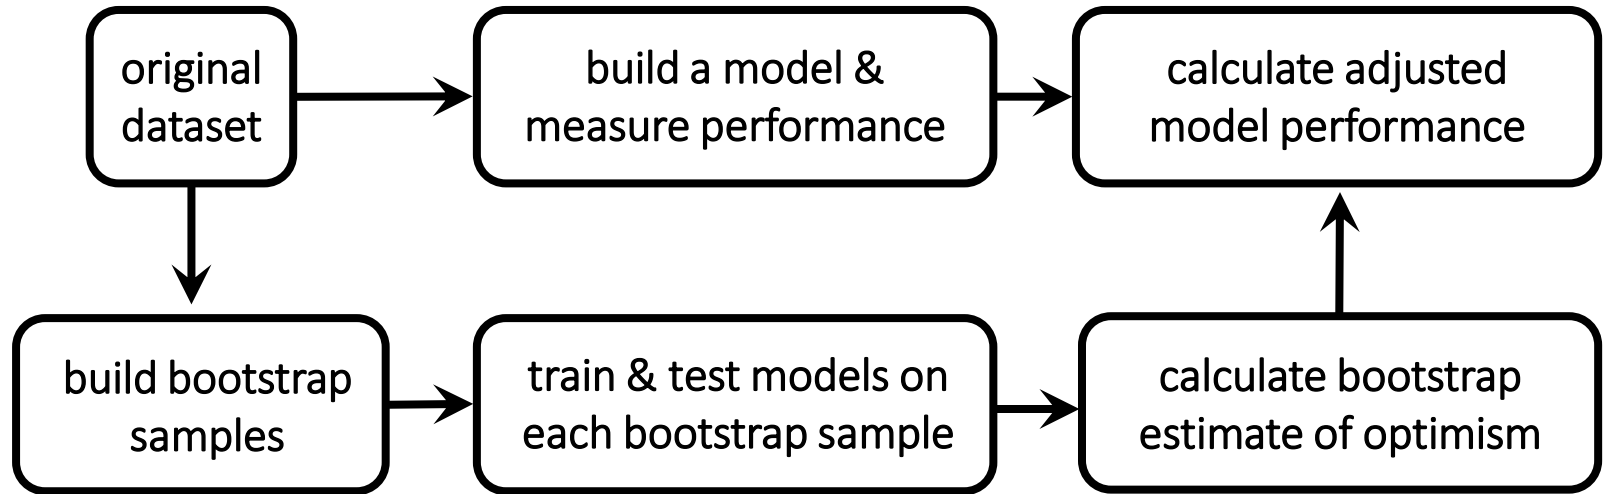 original
dataset
build a model &
measure performance
calculate adjusted
model performance
build bootstrap
samples
train & test models on
each bootstrap sample
calculate bootstrap
estimate of optimism